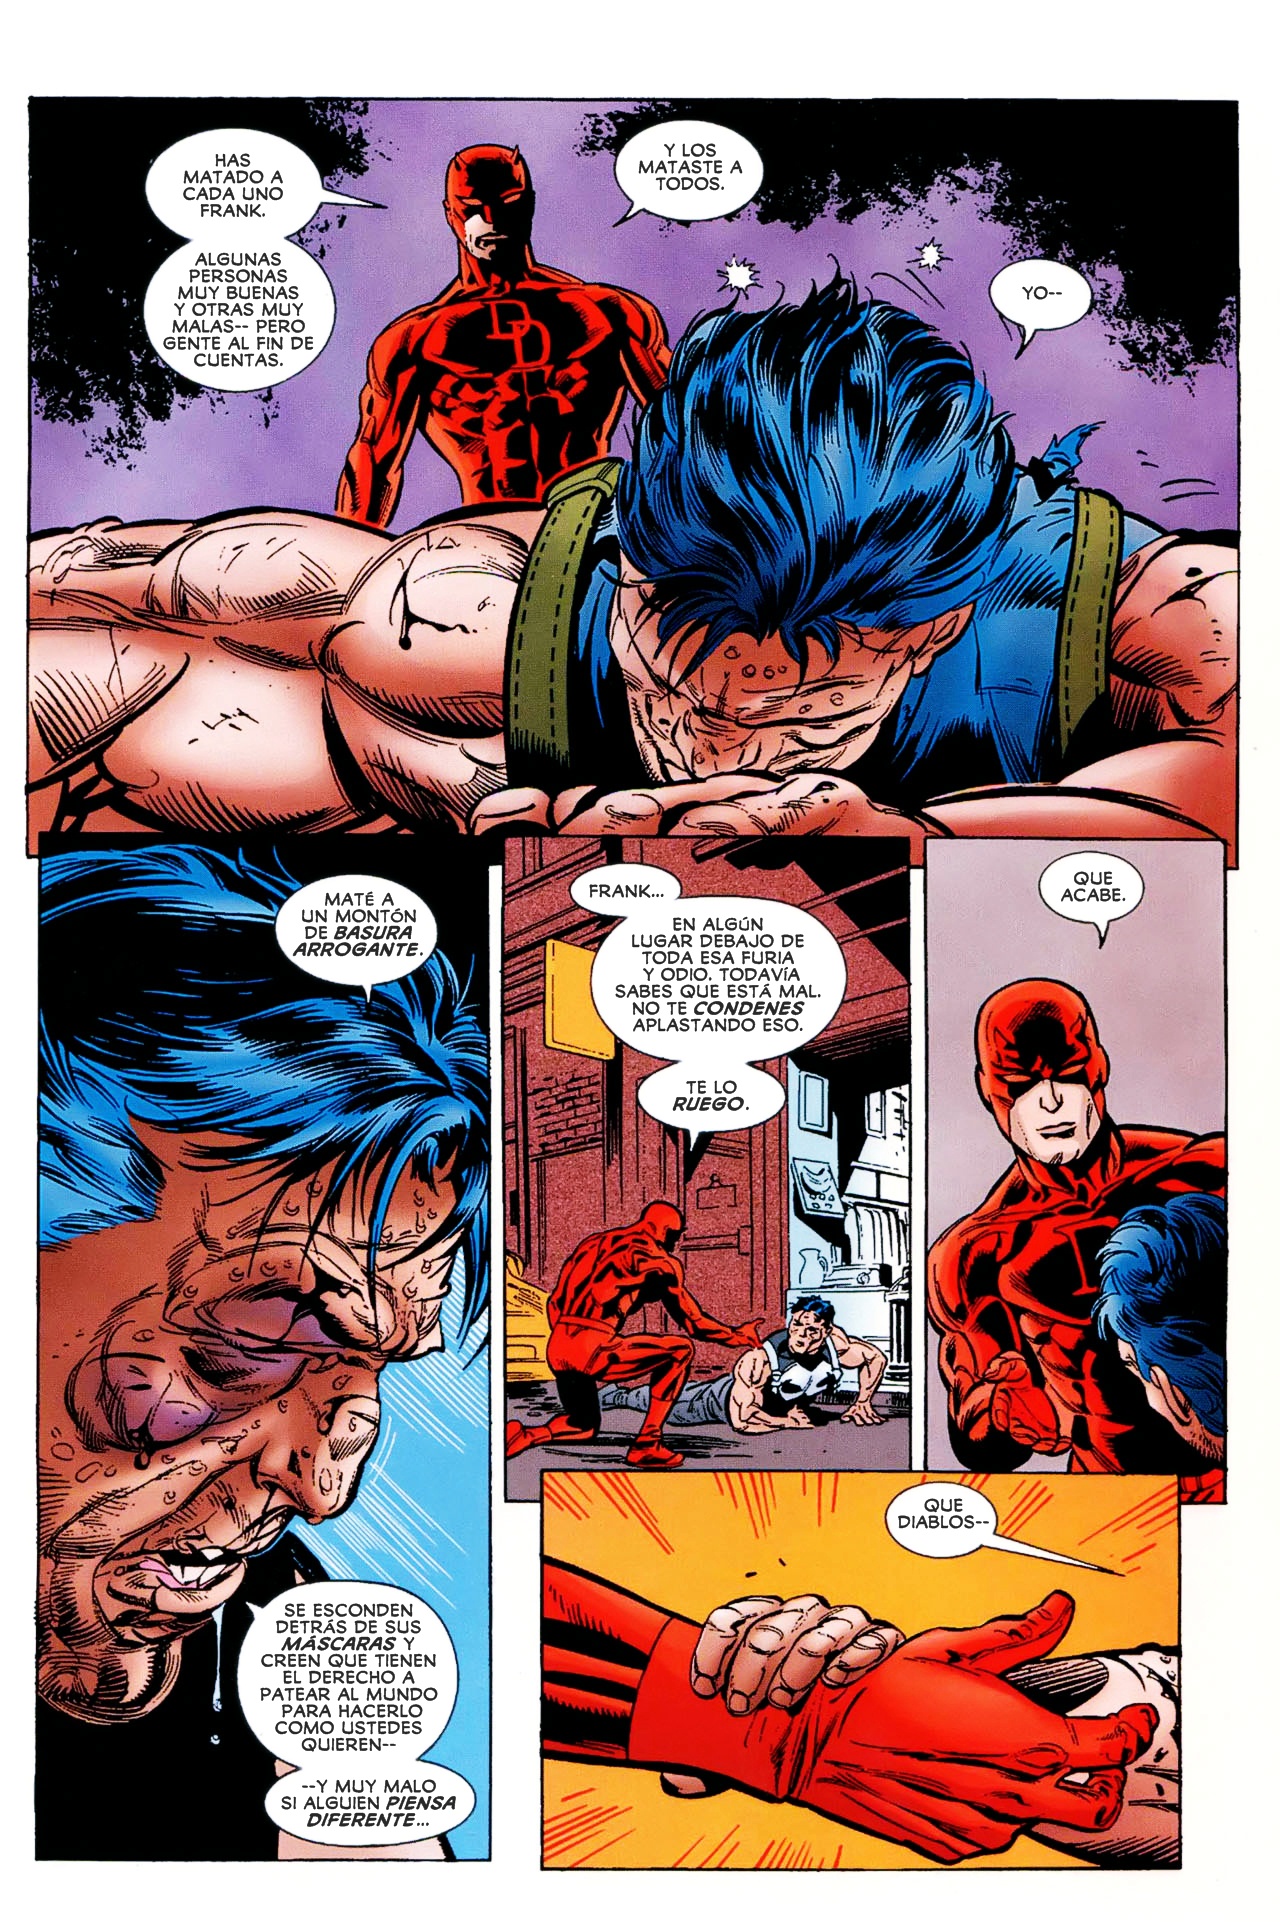 HAS
MATADO A
CADA UNO
FRANK.
ALGUNAS
PERSONAS
MUY BUENAS
Y OTRAS MUY
MALAS-- PERO
GENTE AL FIN DE
CUENTAS.
Y LOS
MATASTE A
TODOS.
YO--
DD
MATÉ A
UN MONTÓN
DE BASURA
ARROGANTE.
SE ESCONDEN
DETRÁS DE SUS
MÁSCARAS Y
CREEN QUE TIENEN
EL DERECHO A
PATEAR AL MUNDO
PARA HACERLO
COMO USTEDES
QUIEREN--
--Y MUY MALO
SI ALGUIEN PIENSA
DIFERENTE...
FRANK...
EN ALGÚN
LUGAR DEBAJO DE
TODA ESA FURIA
Y ODIO. TODAVÍA
SABES QUE ESTÁ MAL.
NO TE CONDENES
APLASTANDO ESO.
TE LO
RUEGO.
QUE
ACABE.
QUE
DIABLOS--